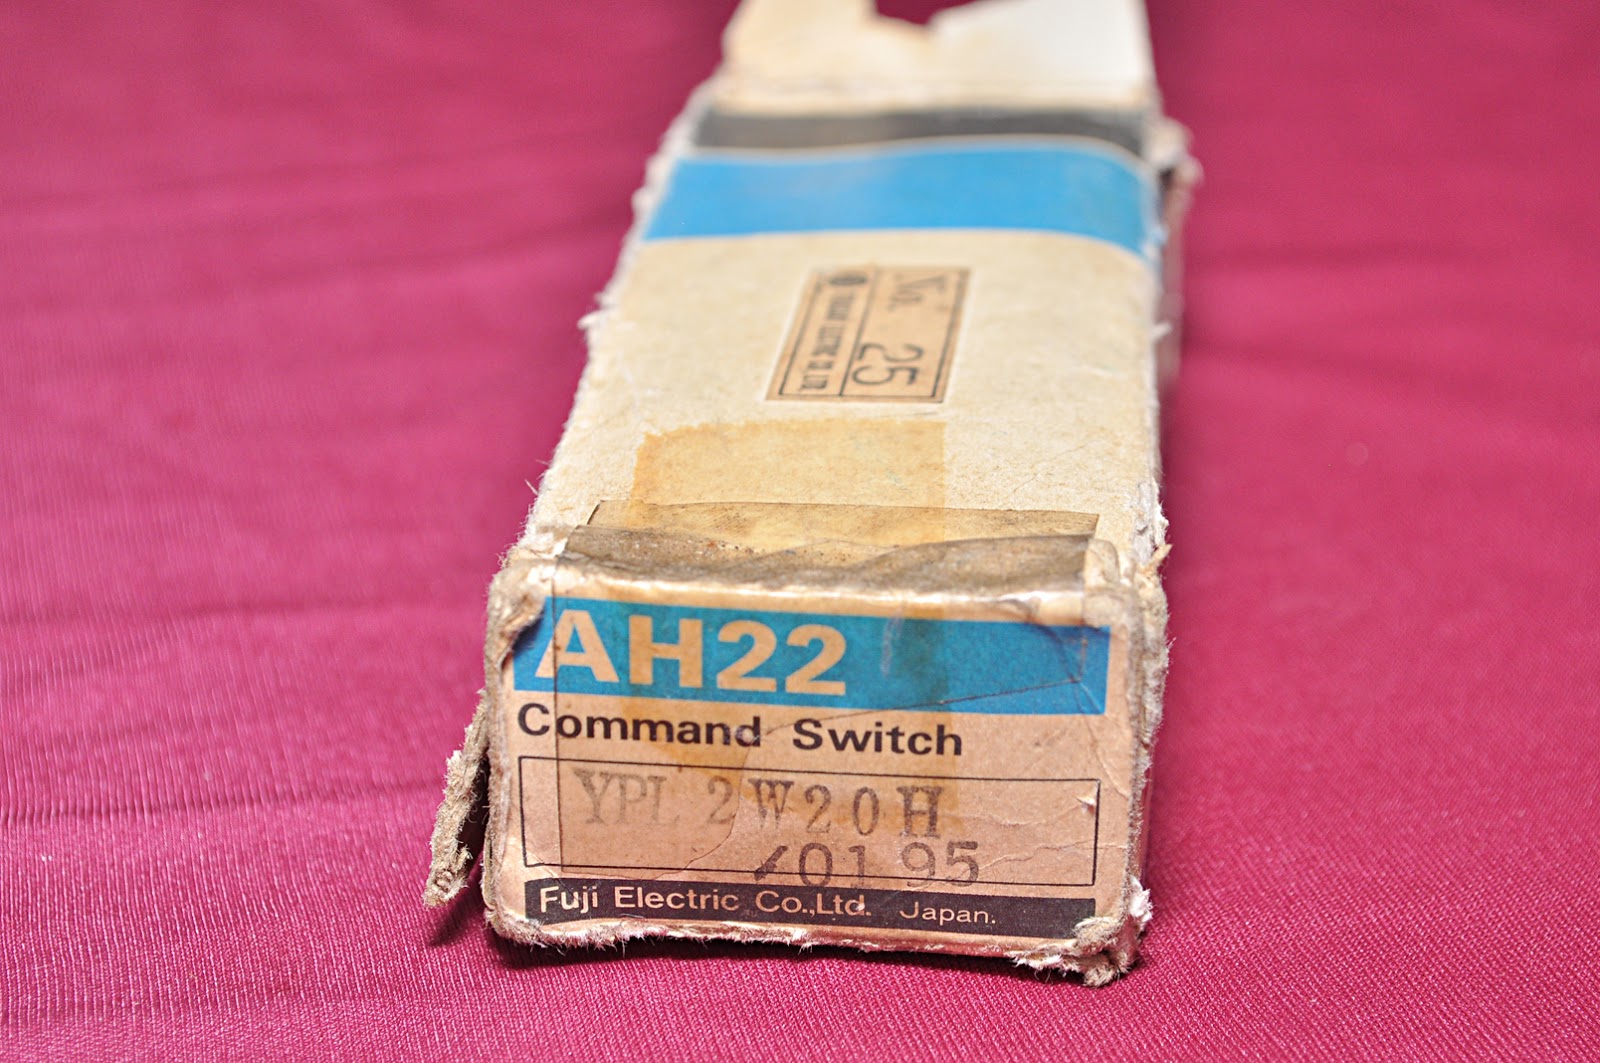 No. 25
AH22
Command Switch
YPL 2W20H
/01 95
Fuji Electric Co.,Ltd. Japan.